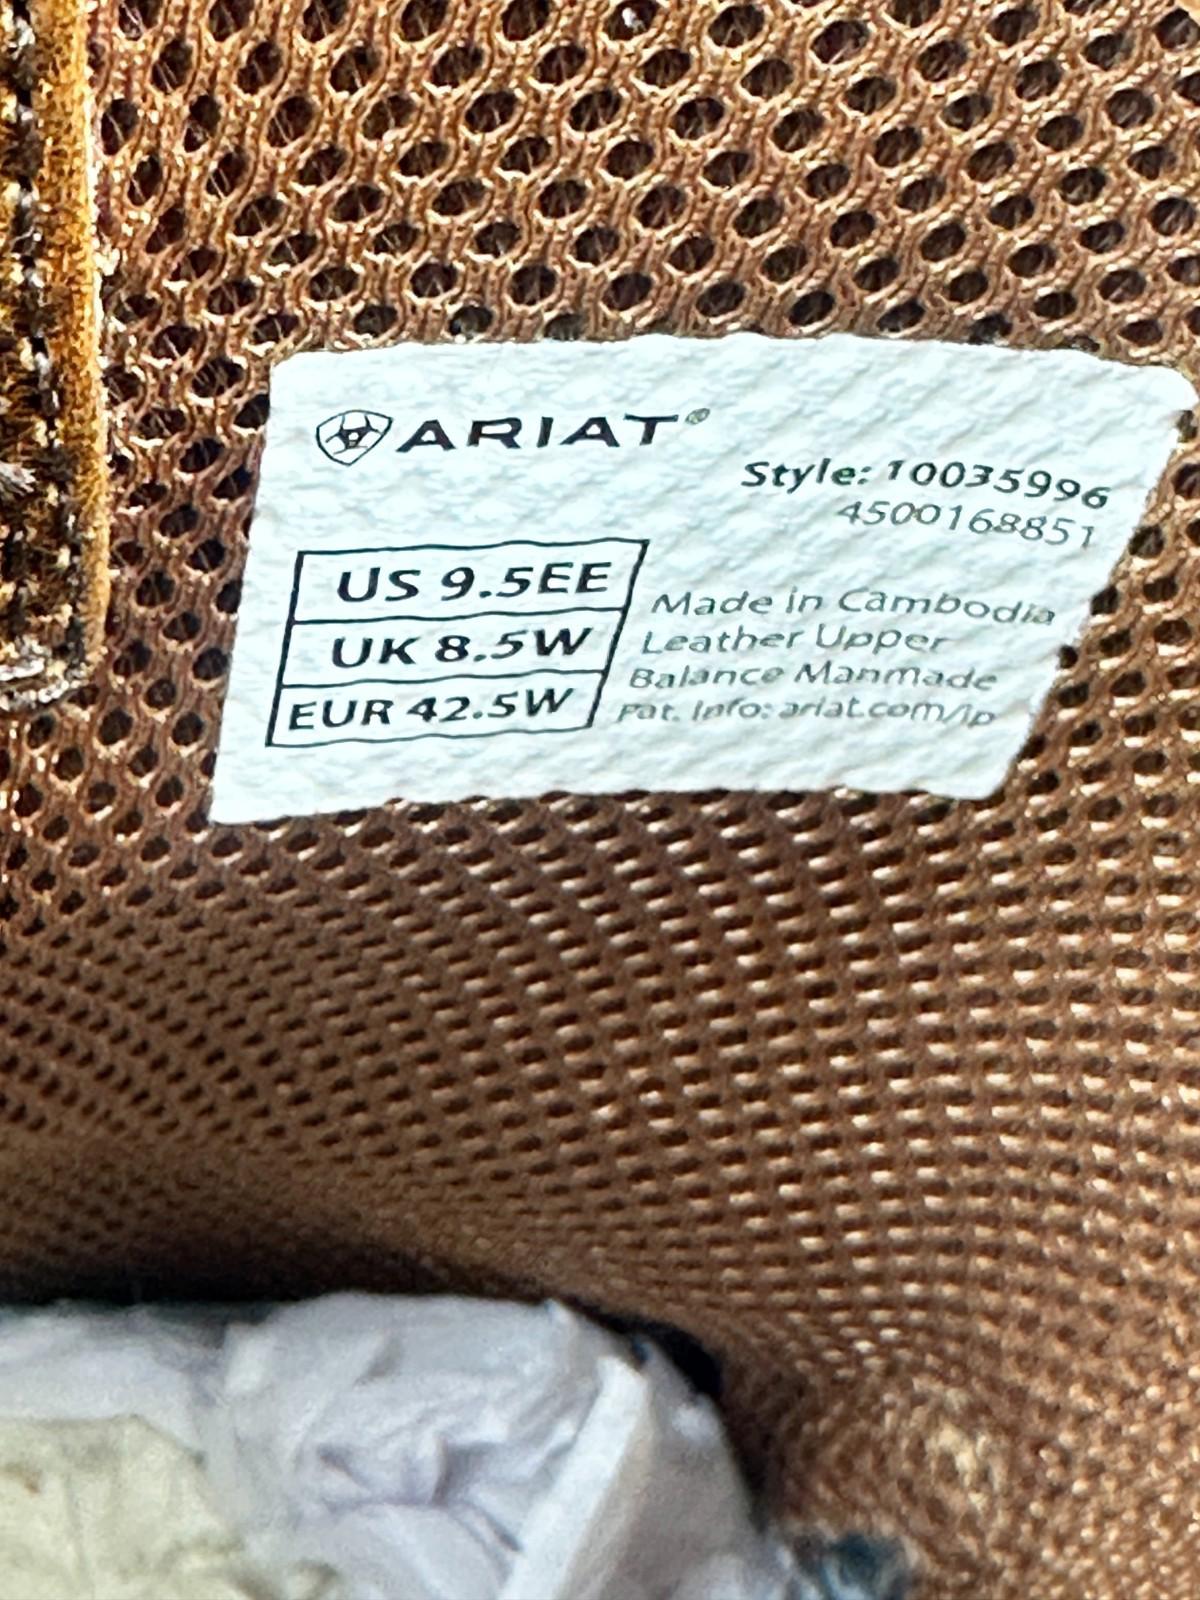 ARIAT®
Style: 10035996
4500168851
US 9.5EE
UK 8.5W
EUR 42.5W
Made in Cambodia
Leather Upper
Balance Manmade
Pat. Info: ariat.com/ip